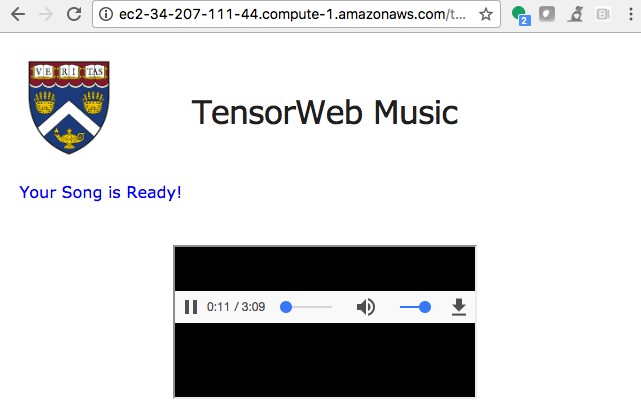 ec2-34-207-111-44.compute-1.amazonaws.com/t...
2
B
VE RI TAS
TensorWeb Music
Your Song is Ready!
0:11 / 3:09